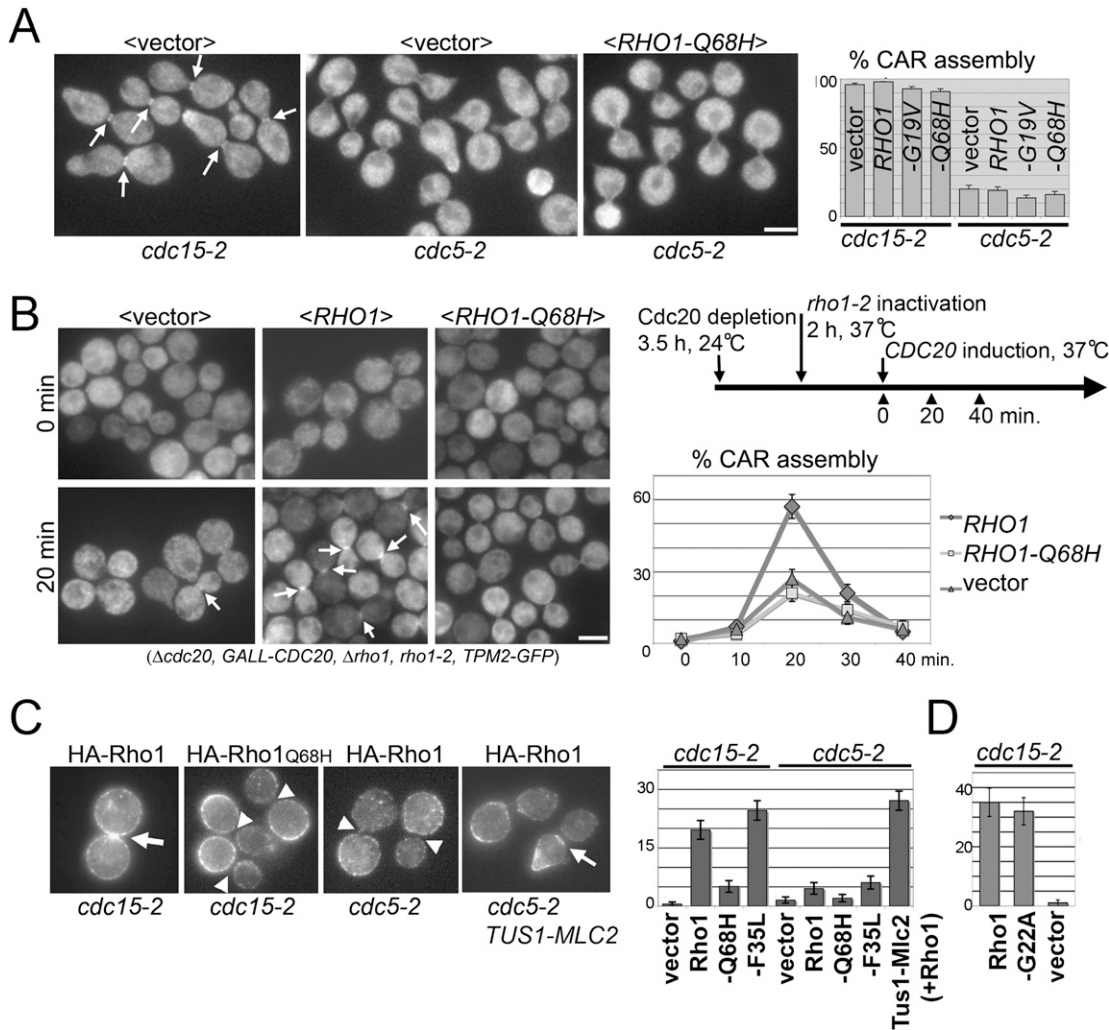 A
<vector>
<vector>
<RHO1-Q68H>
cdc15-2
cdc5-2
cdc5-2
% CAR assembly
100
50
0
vector
RHO1
-G19V
-Q68H
vector
RHO1
-G19V
-Q68H
cdc15-2
cdc5-2
B
<vector>
<RHO1>
<RHO1-Q68H>
0 min
20 min
(Δcdc20, GALL-CDC20, Δrho1, rho1-2, TPM2-GFP)
Cdc20 depletion
3.5 h, 24°C
rho1-2 inactivation
2 h, 37°C
CDC20 induction, 37°C
0 20 40 min.
% CAR assembly
60
30
0
0 10 20 30 40 min.
RHO1
RHO1-Q68H
vector
C
HA-Rho1
HA-Rho1Q68H
HA-Rho1
HA-Rho1
cdc15-2
cdc15-2
cdc5-2
cdc5-2
TUS1-MLC2
cdc15-2
cdc5-2
30
15
0
vector
Rho1
-Q68H
-F35L
vector
Rho1
-Q68H
-F35L
Tus1-Mlc2
(+Rho1)
D
cdc15-2
40
20
0
Rho1
-G22A
vector